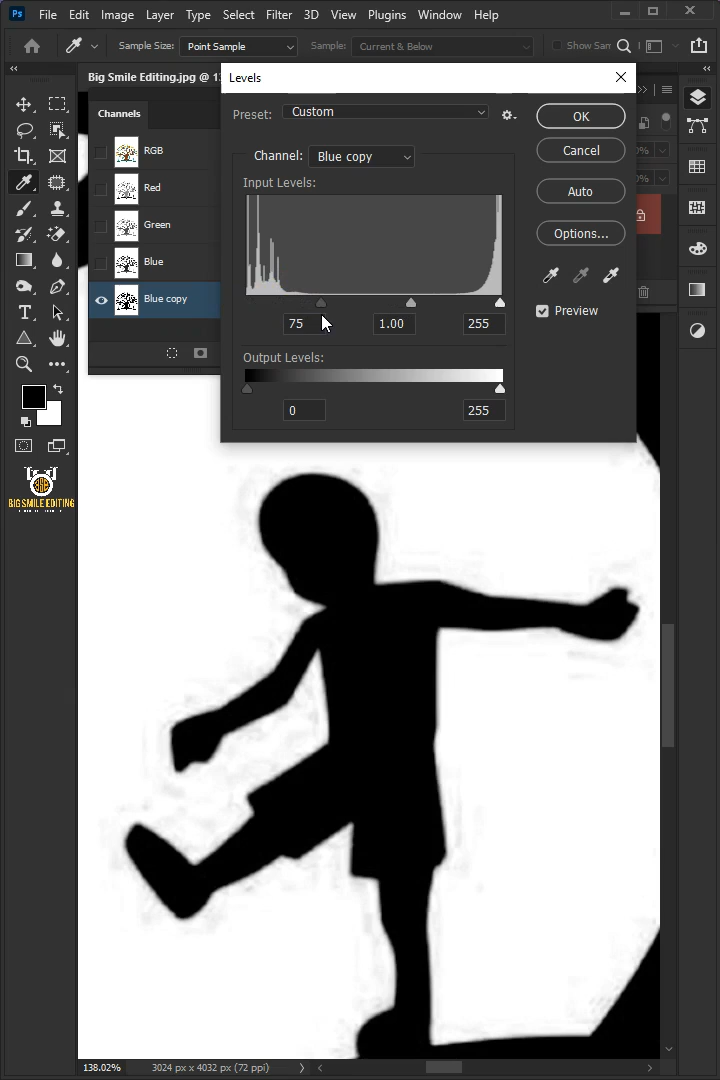 Ps File Edit Image Layer Type Select Filter 3D View Plugins Window Help
Sample Size: Point Sample Sample: Current & Below Show Sam
Big Smile Editing.jpg @ 13
Levels
Channels
RGB
Red
Green
Blue
Blue copy
Preset: Custom
Channel: Blue copy
Input Levels:
75 1.00 255
Output Levels:
0 255
OK
Cancel
Auto
Options...
Preview
BIG SMILE EDITING
138.02% 3024 px x 4032 px (72 ppi)